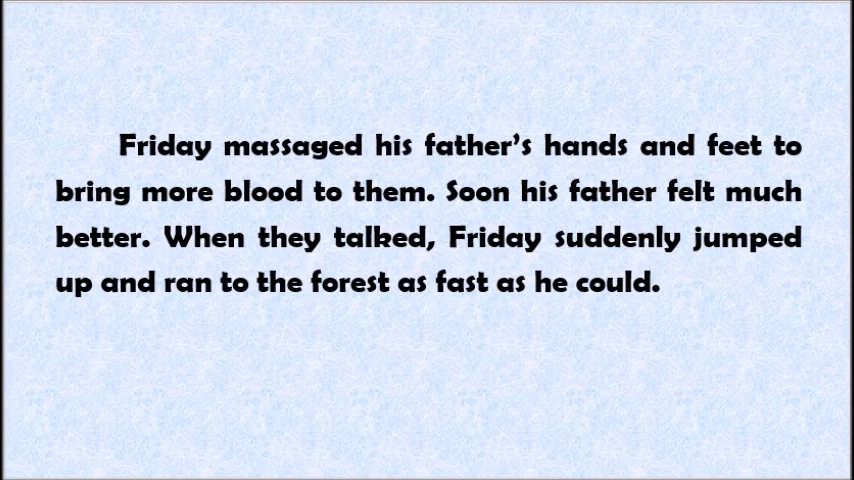 Friday massaged his father’s hands and feet to
bring more blood to them. Soon his father felt much
better. When they talked, Friday suddenly jumped
up and ran to the forest as fast as he could.